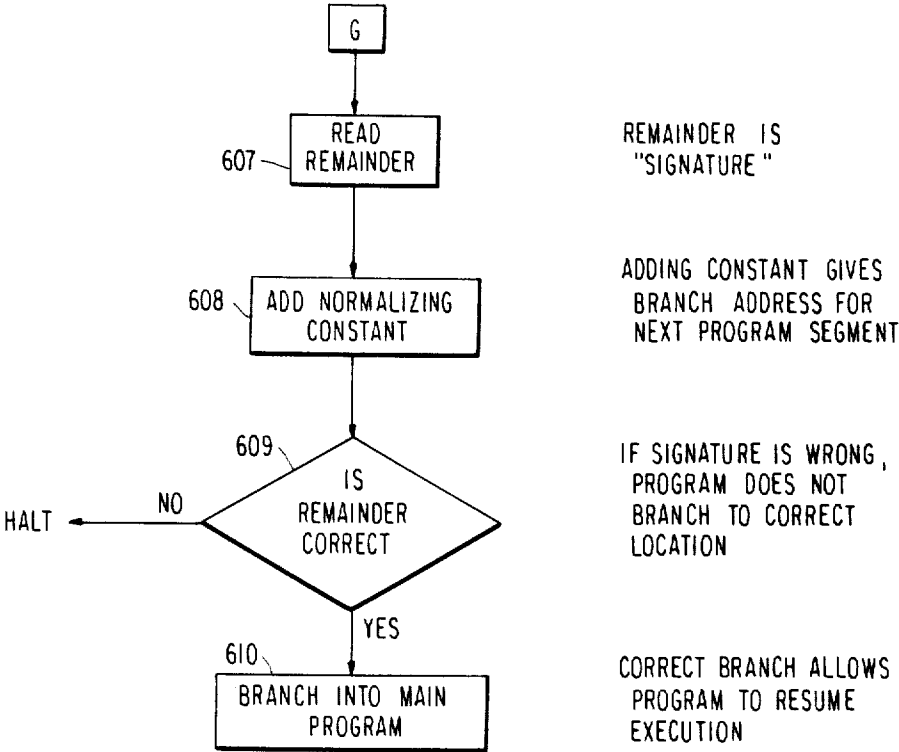 G
READ
REMAINDER
607
REMAINDER IS
"SIGNATURE"
608
ADD NORMALIZING
CONSTANT
ADDING CONSTANT GIVES
BRANCH ADDRESS FOR
NEXT PROGRAM SEGMENT
609
IS
REMAINDER
CORRECT
NO
HALT
IF SIGNATURE IS WRONG,
PROGRAM DOES NOT
BRANCH TO CORRECT
LOCATION
YES
610
BRANCH INTO MAIN
PROGRAM
CORRECT BRANCH ALLOWS
PROGRAM TO RESUME
EXECUTION